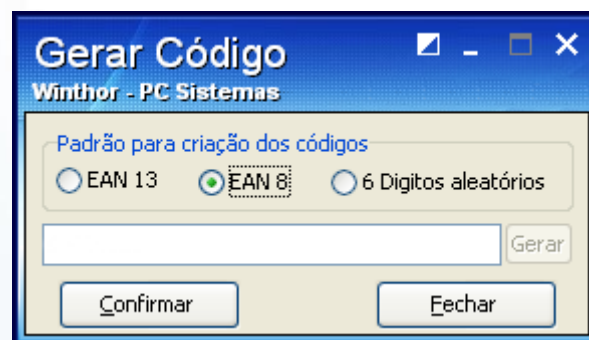 Gerar Código
Winthor - PC Sistemas
Padrão para criação dos códigos
EAN 13 EAN 8 6 Digitos aleatórios
Gerar
Confirmar Fechar